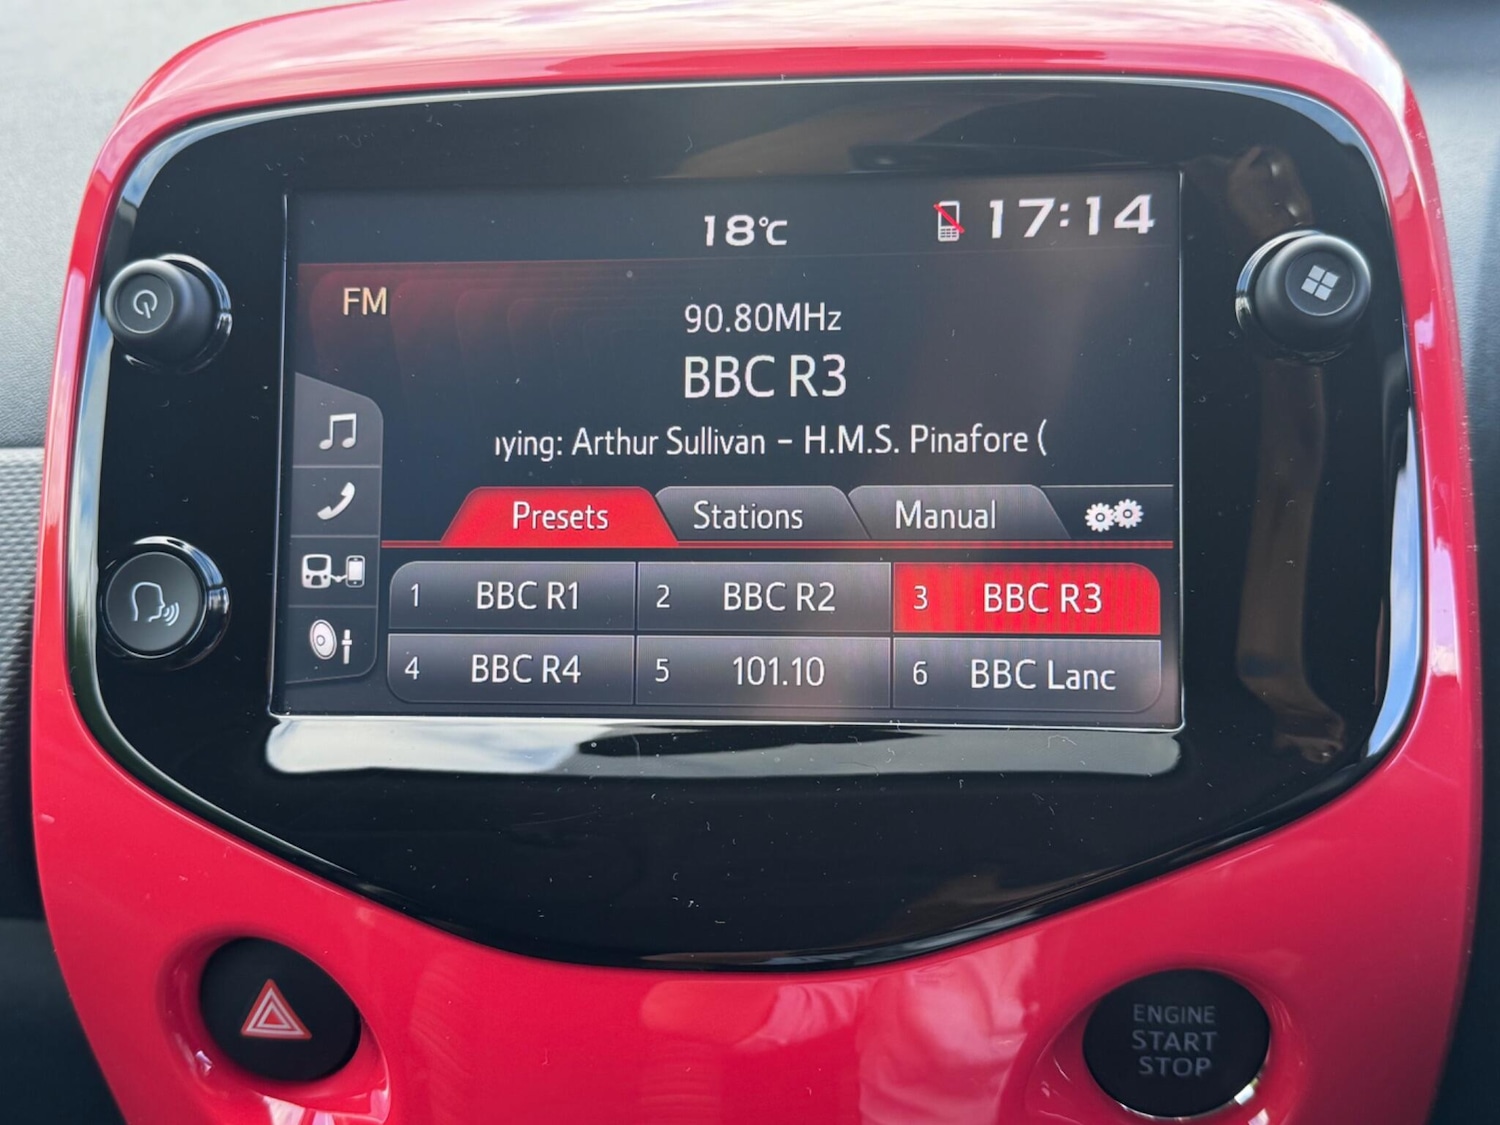 18°C 17:14
FM
90.80MHz
BBC R3
ying: Arthur Sullivan – H.M.S. Pinafore (
Presets Stations Manual
1 BBC R1 2 BBC R2 3 BBC R3
4 BBC R4 5 101.10 6 BBC Lanc
ENGINE
START
STOP